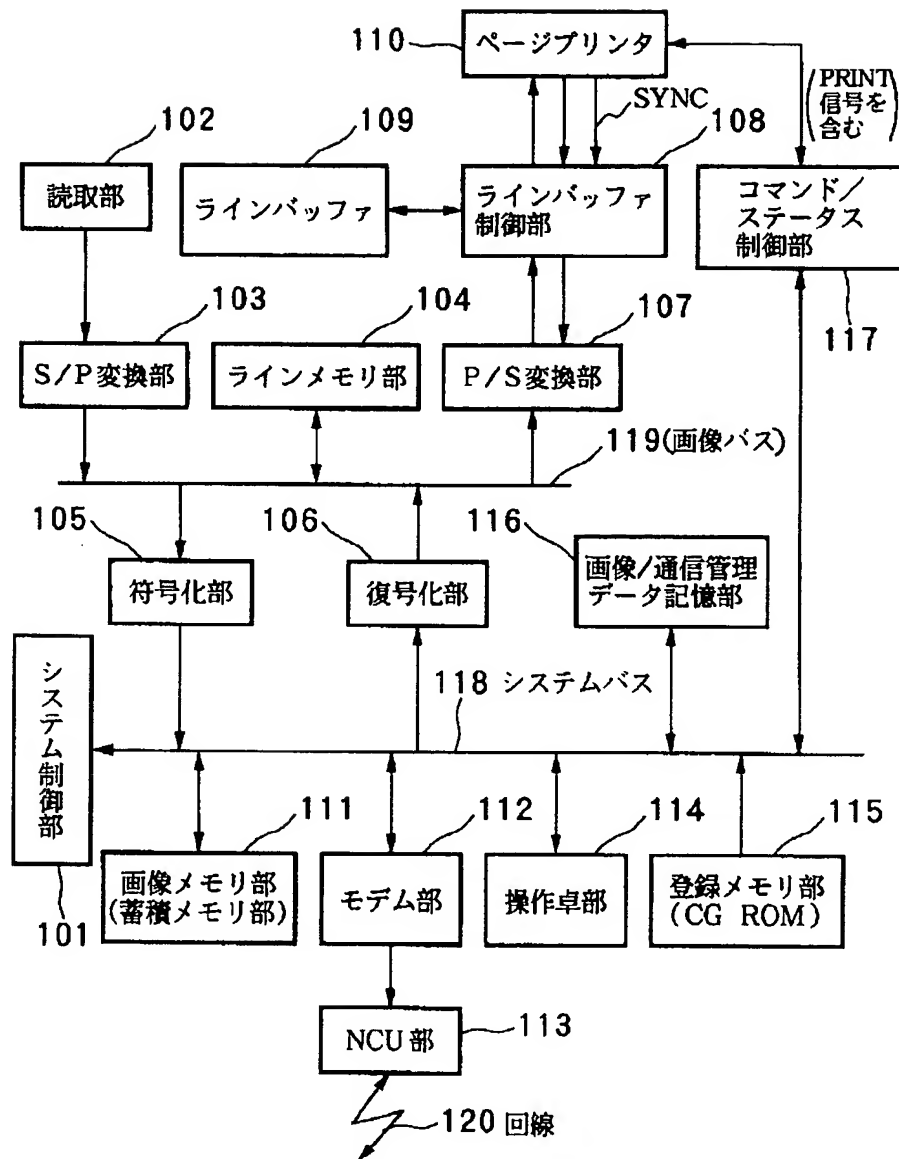 110
ページプリンタ
(PRINT
信号を
含む)
SYNC
102
109
108
読取部
ラインバッファ
ラインバッファ
制御部
コマンド/
ステータス
制御部
103
104
107
117
S/P変換部
ラインメモリ部
P/S変換部
119(画像バス)
105
106
116
符号化部
復号化部
画像/通信管理
データ記憶部
システム制御部
118 システムバス
111
112
114
115
画像メモリ部
(蓄積メモリ部)
モデム部
操作卓部
登録メモリ部
(CG ROM)
101
NCU部
113
120 回線